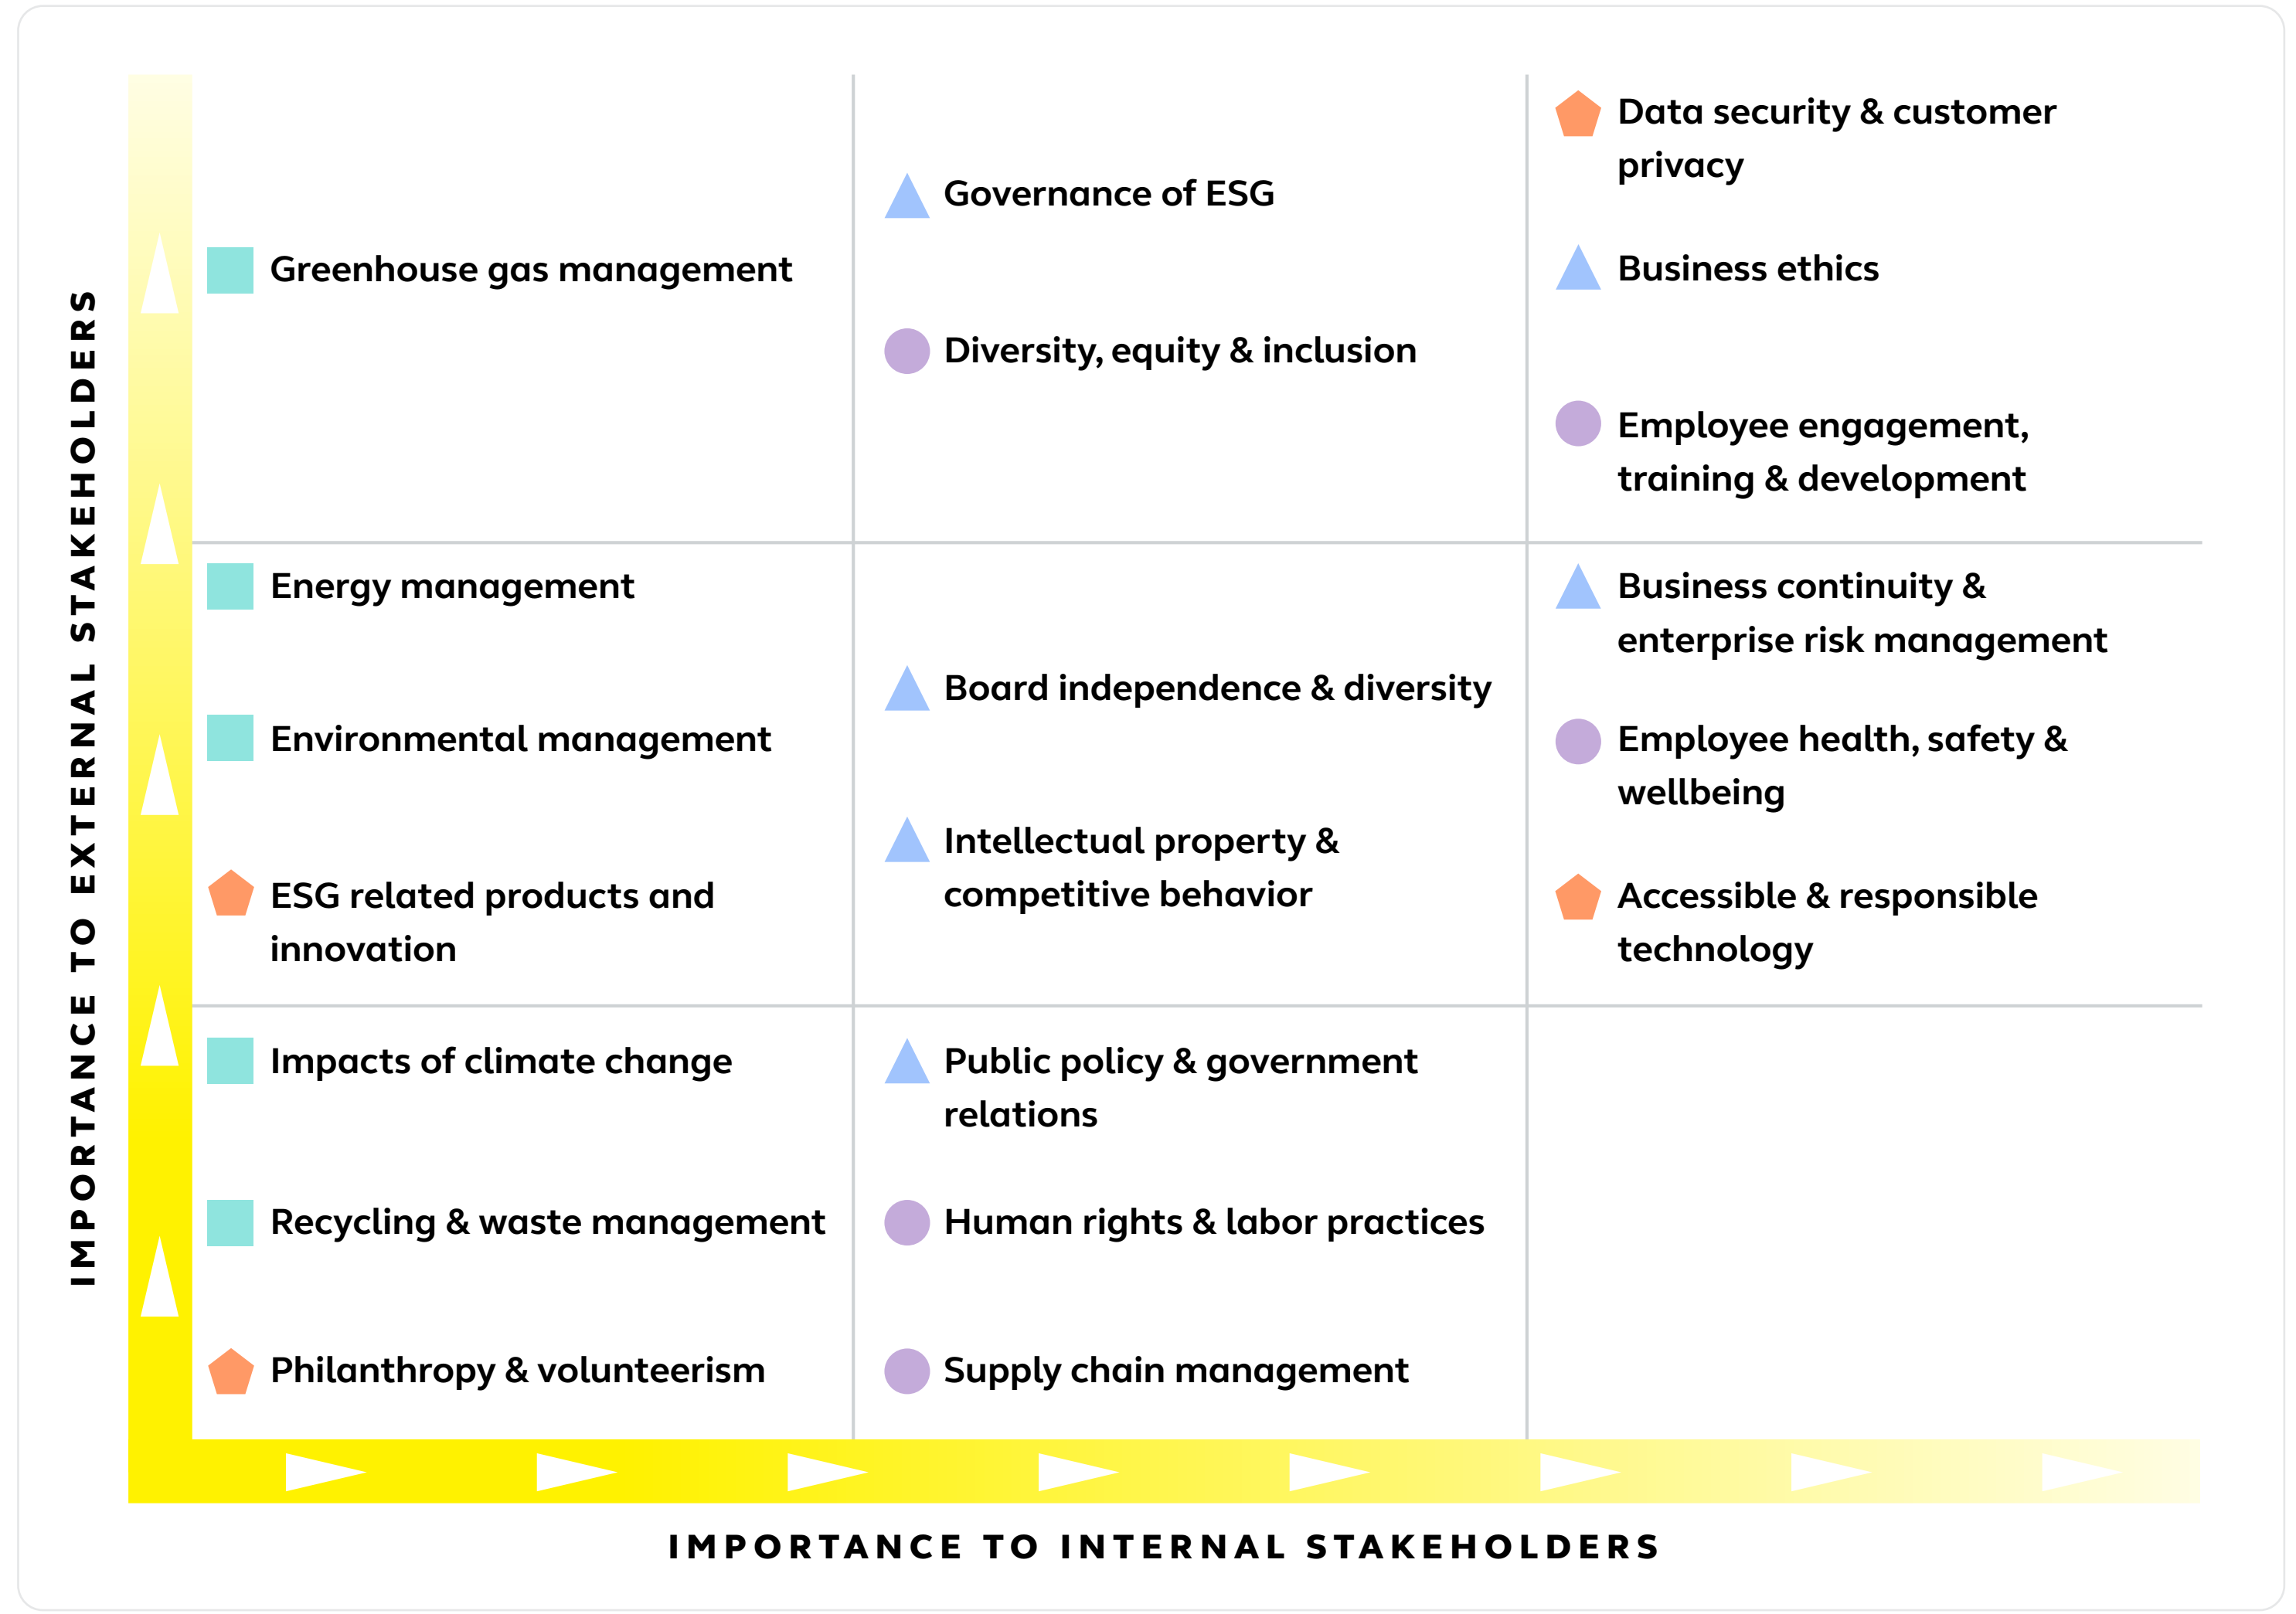 IMPORTANCE TO EXTERNAL STAKEHOLDERS
Greenhouse gas management
Governance of ESG
Diversity, equity & inclusion
Data security & customer
privacy
Business ethics
Employee engagement,
training & development
Energy management
Environmental management
ESG related products and
innovation
Board independence & diversity
Intellectual property &
competitive behavior
Business continuity &
enterprise risk management
Employee health, safety &
wellbeing
Accessible & responsible
technology
Impacts of climate change
Recycling & waste management
Philanthropy & volunteerism
Public policy & government
relations
Human rights & labor practices
Supply chain management
IMPORTANCE TO INTERNAL STAKEHOLDERS